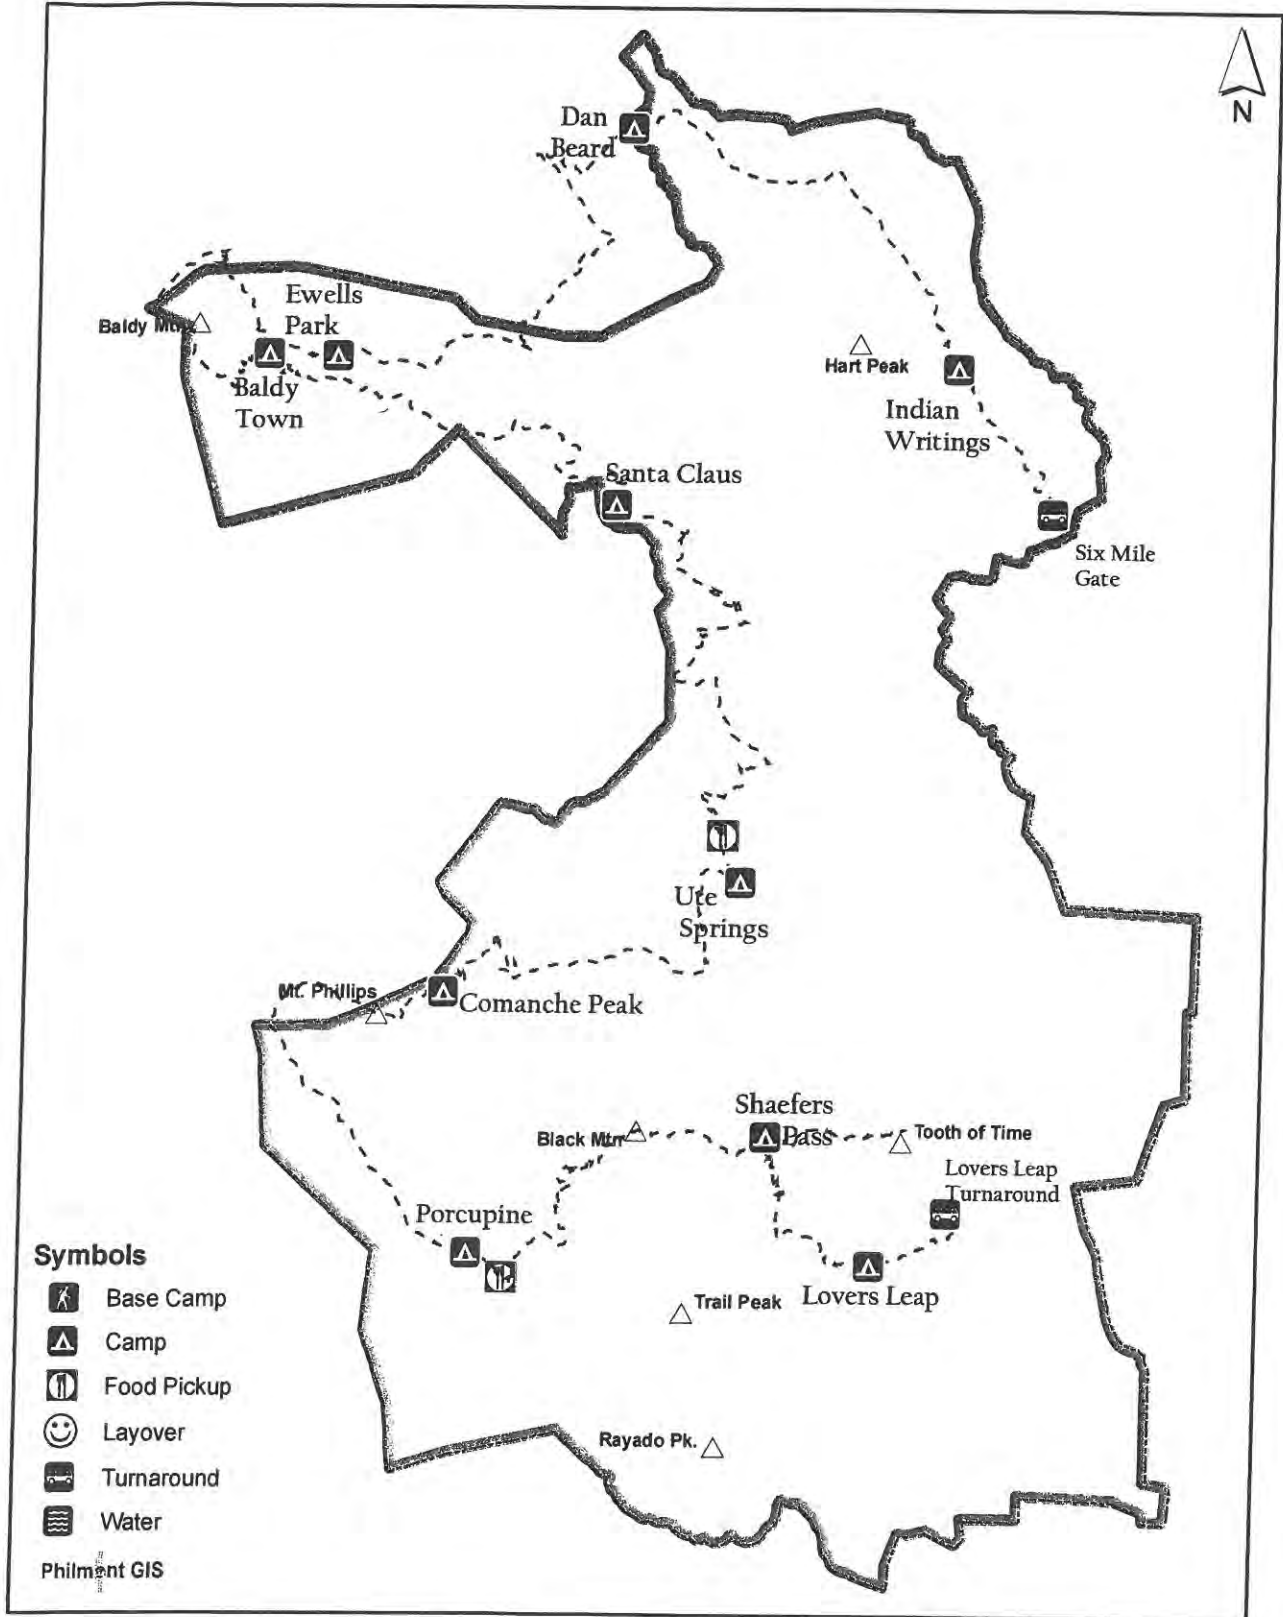 N
Dan
Beard
Ewells
Park
Baldy Mtn
Baldy
Town
Hart Peak
Indian
Writings
Santa Claus
Six Mile
Gate
Ute
Springs
Mt. Phillips
Comanche Peak
Shaefers
Pass
Black Mtn
Tooth of Time
Lovers Leap
Turnaround
Porcupine
Lovers Leap
Trail Peak
Rayado Pk.
Symbols
Base Camp
Camp
Food Pickup
Layover
Turnaround
Water
Philmont GIS